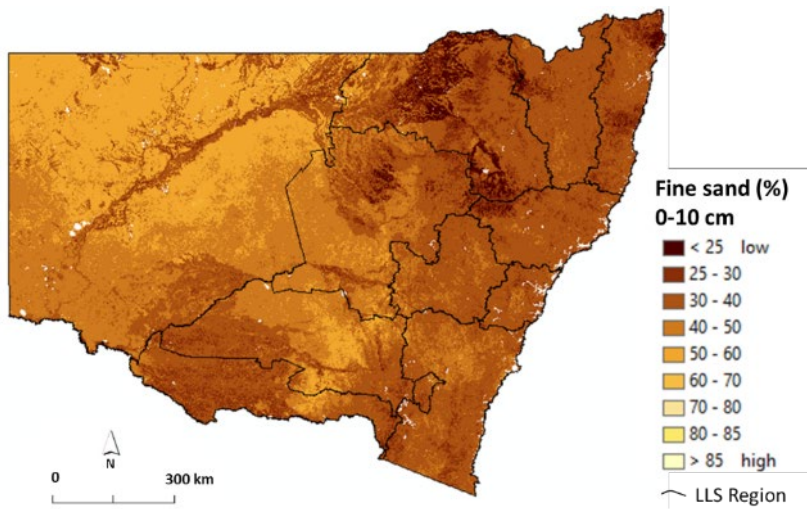 Fine sand (%)
0-10 cm
< 25 low
25 - 30
30 - 40
40 - 50
50 - 60
60 - 70
70 - 80
80 - 85
> 85 high
LLS Region
N
0 300 km